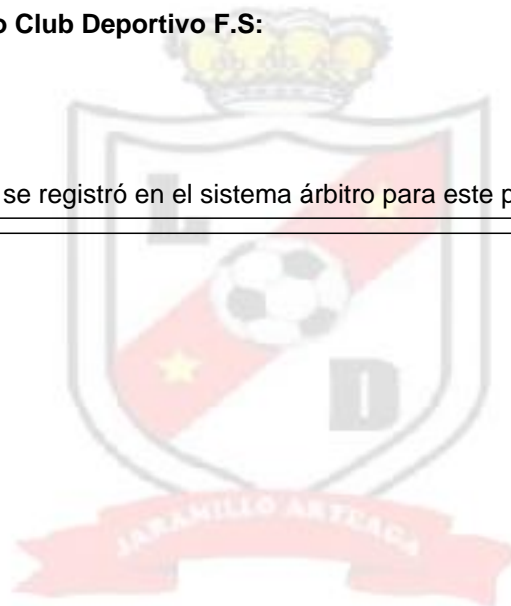 o Club Deportivo F.S:
se registró en el sistema árbitro para este p
L
D
JARAMILLO ARTEAGA